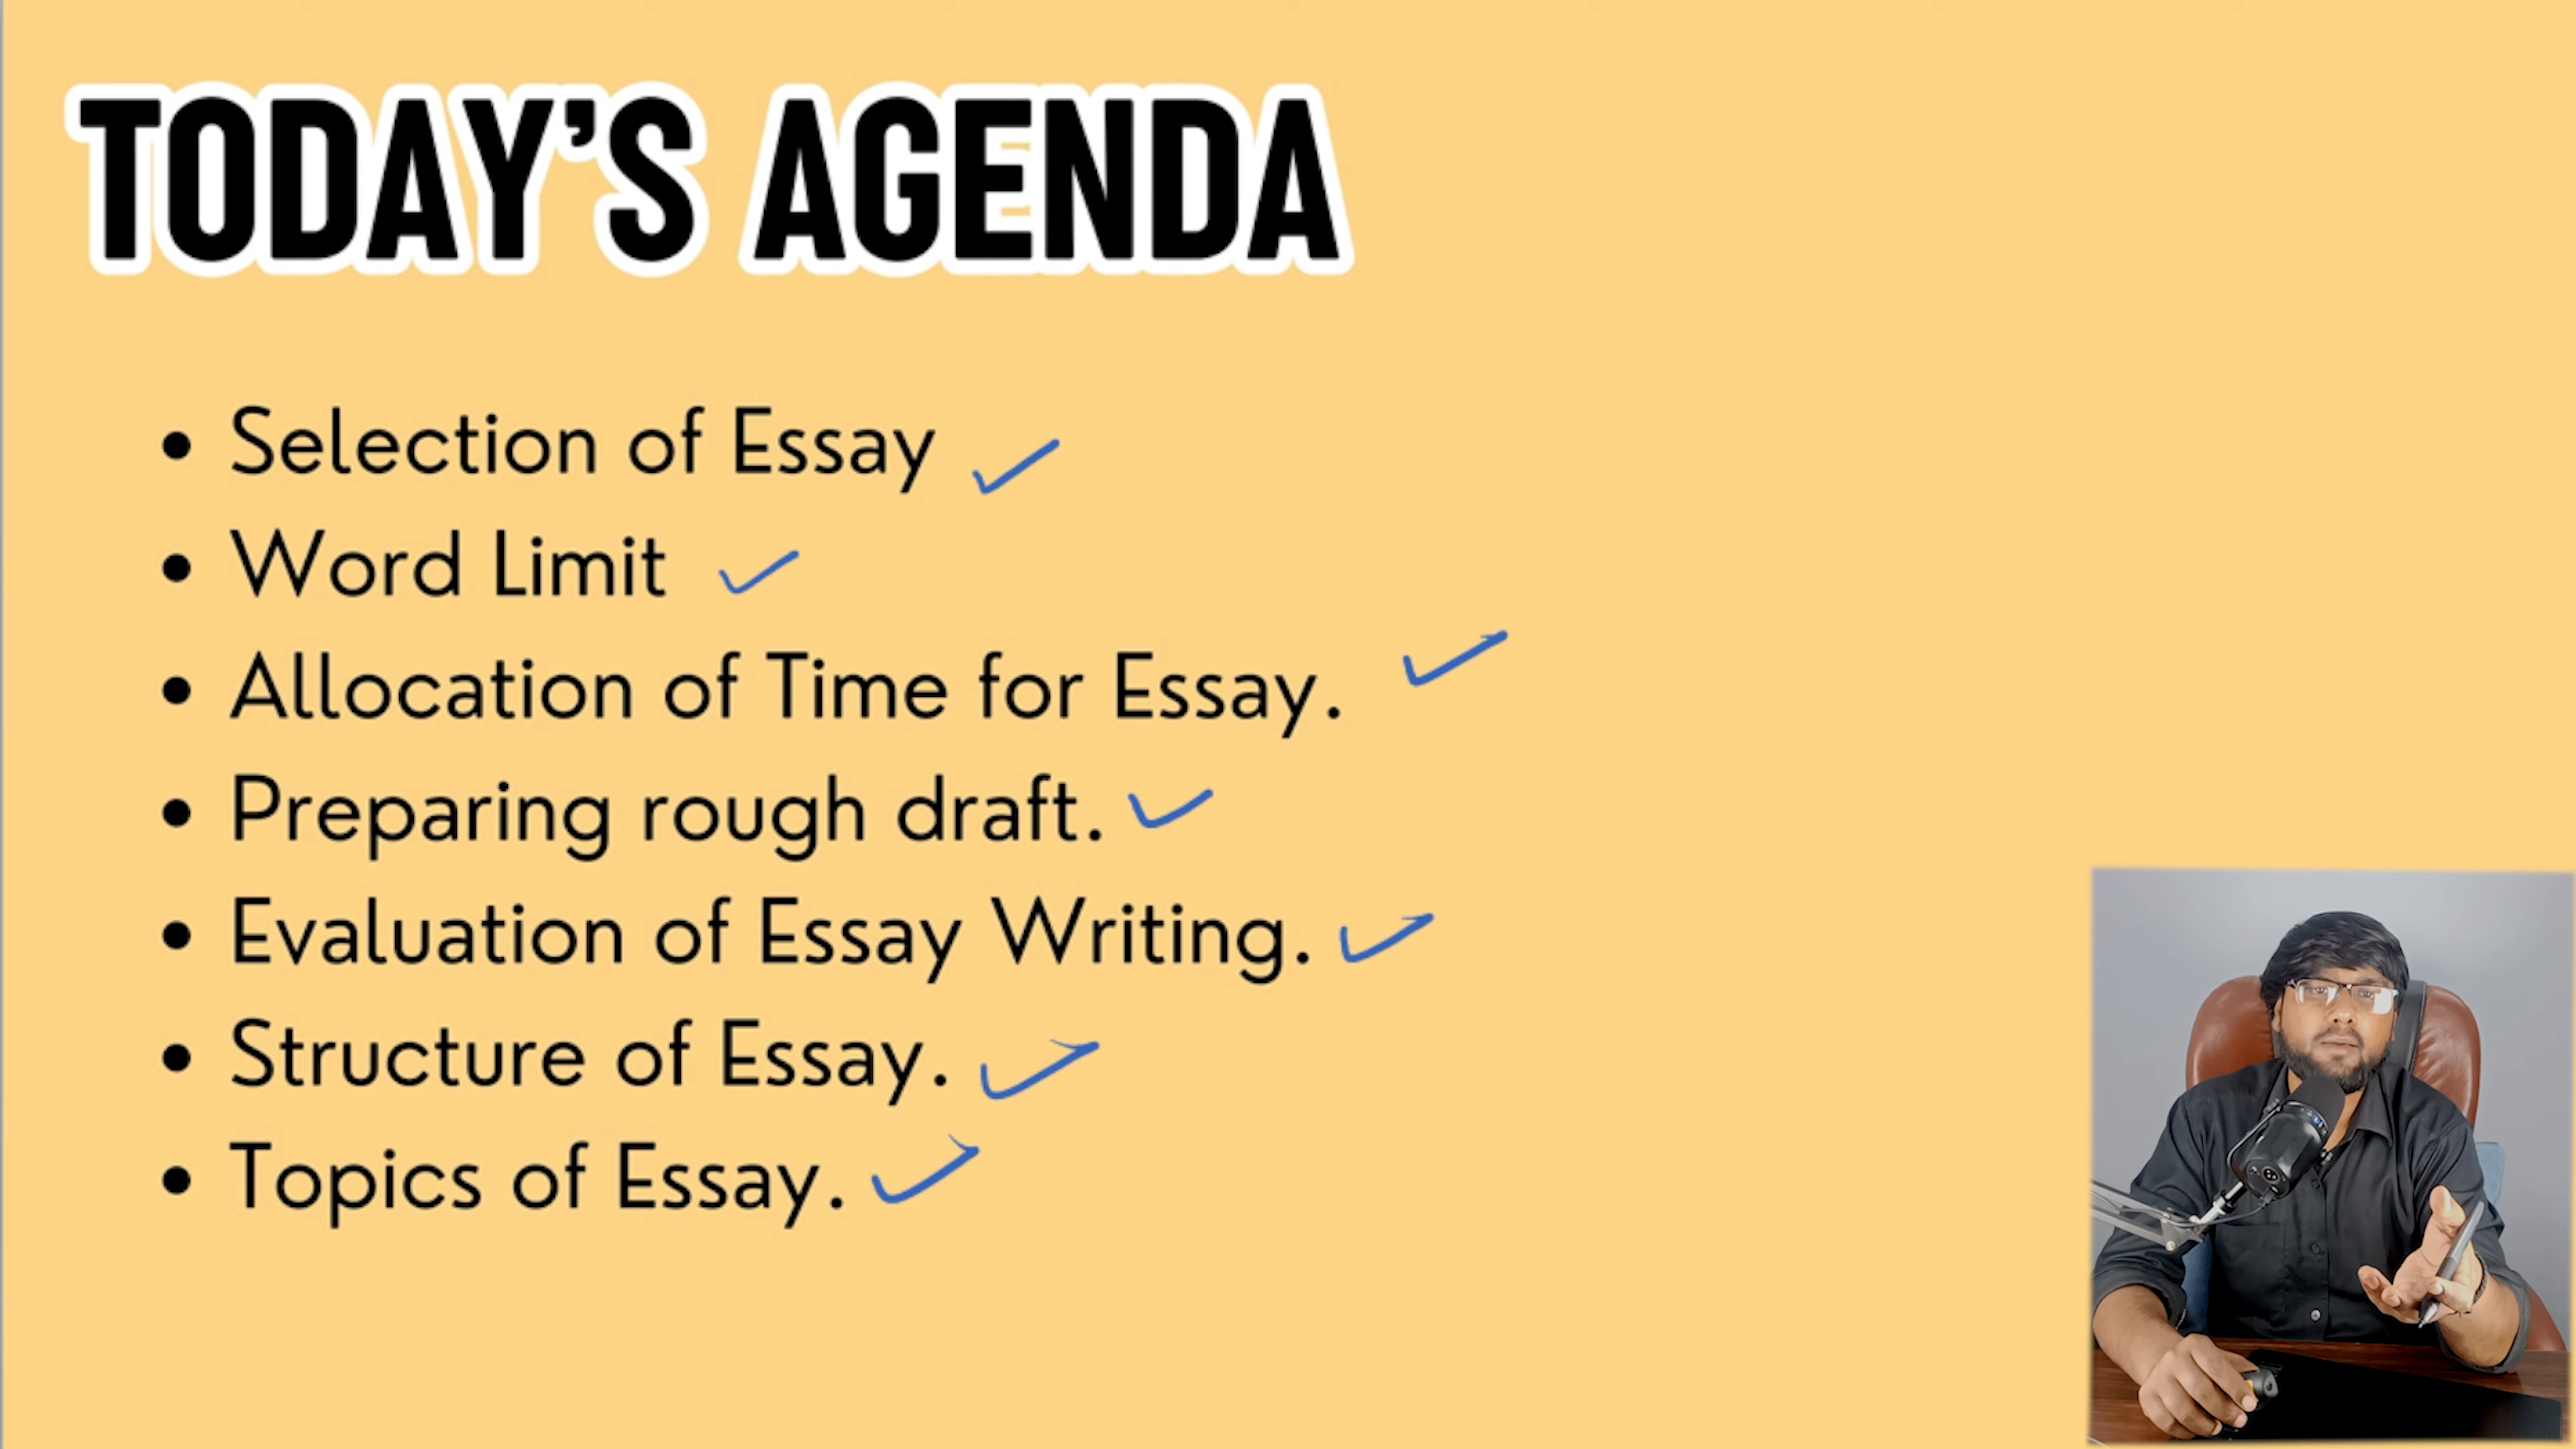 TODAY'S AGENDA
• Selection of Essay
• Word Limit
• Allocation of Time for Essay.
• Preparing rough draft.
• Evaluation of Essay Writing.
• Structure of Essay.
• Topics of Essay.